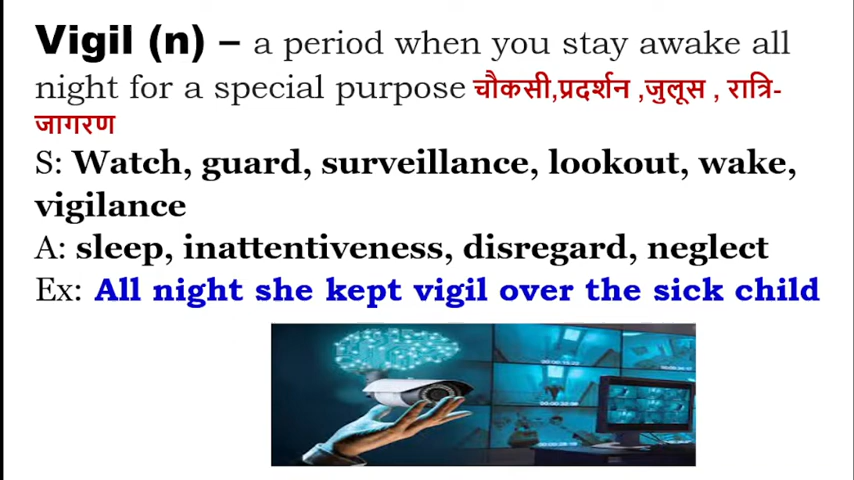 Vigil (n) – a period when you stay awake all
night for a special purpose चौकसी,प्रदर्शन ,जुलूस , रात्रि-
जागरण
S: Watch, guard, surveillance, lookout, wake,
vigilance
A: sleep, inattentiveness, disregard, neglect
Ex: All night she kept vigil over the sick child